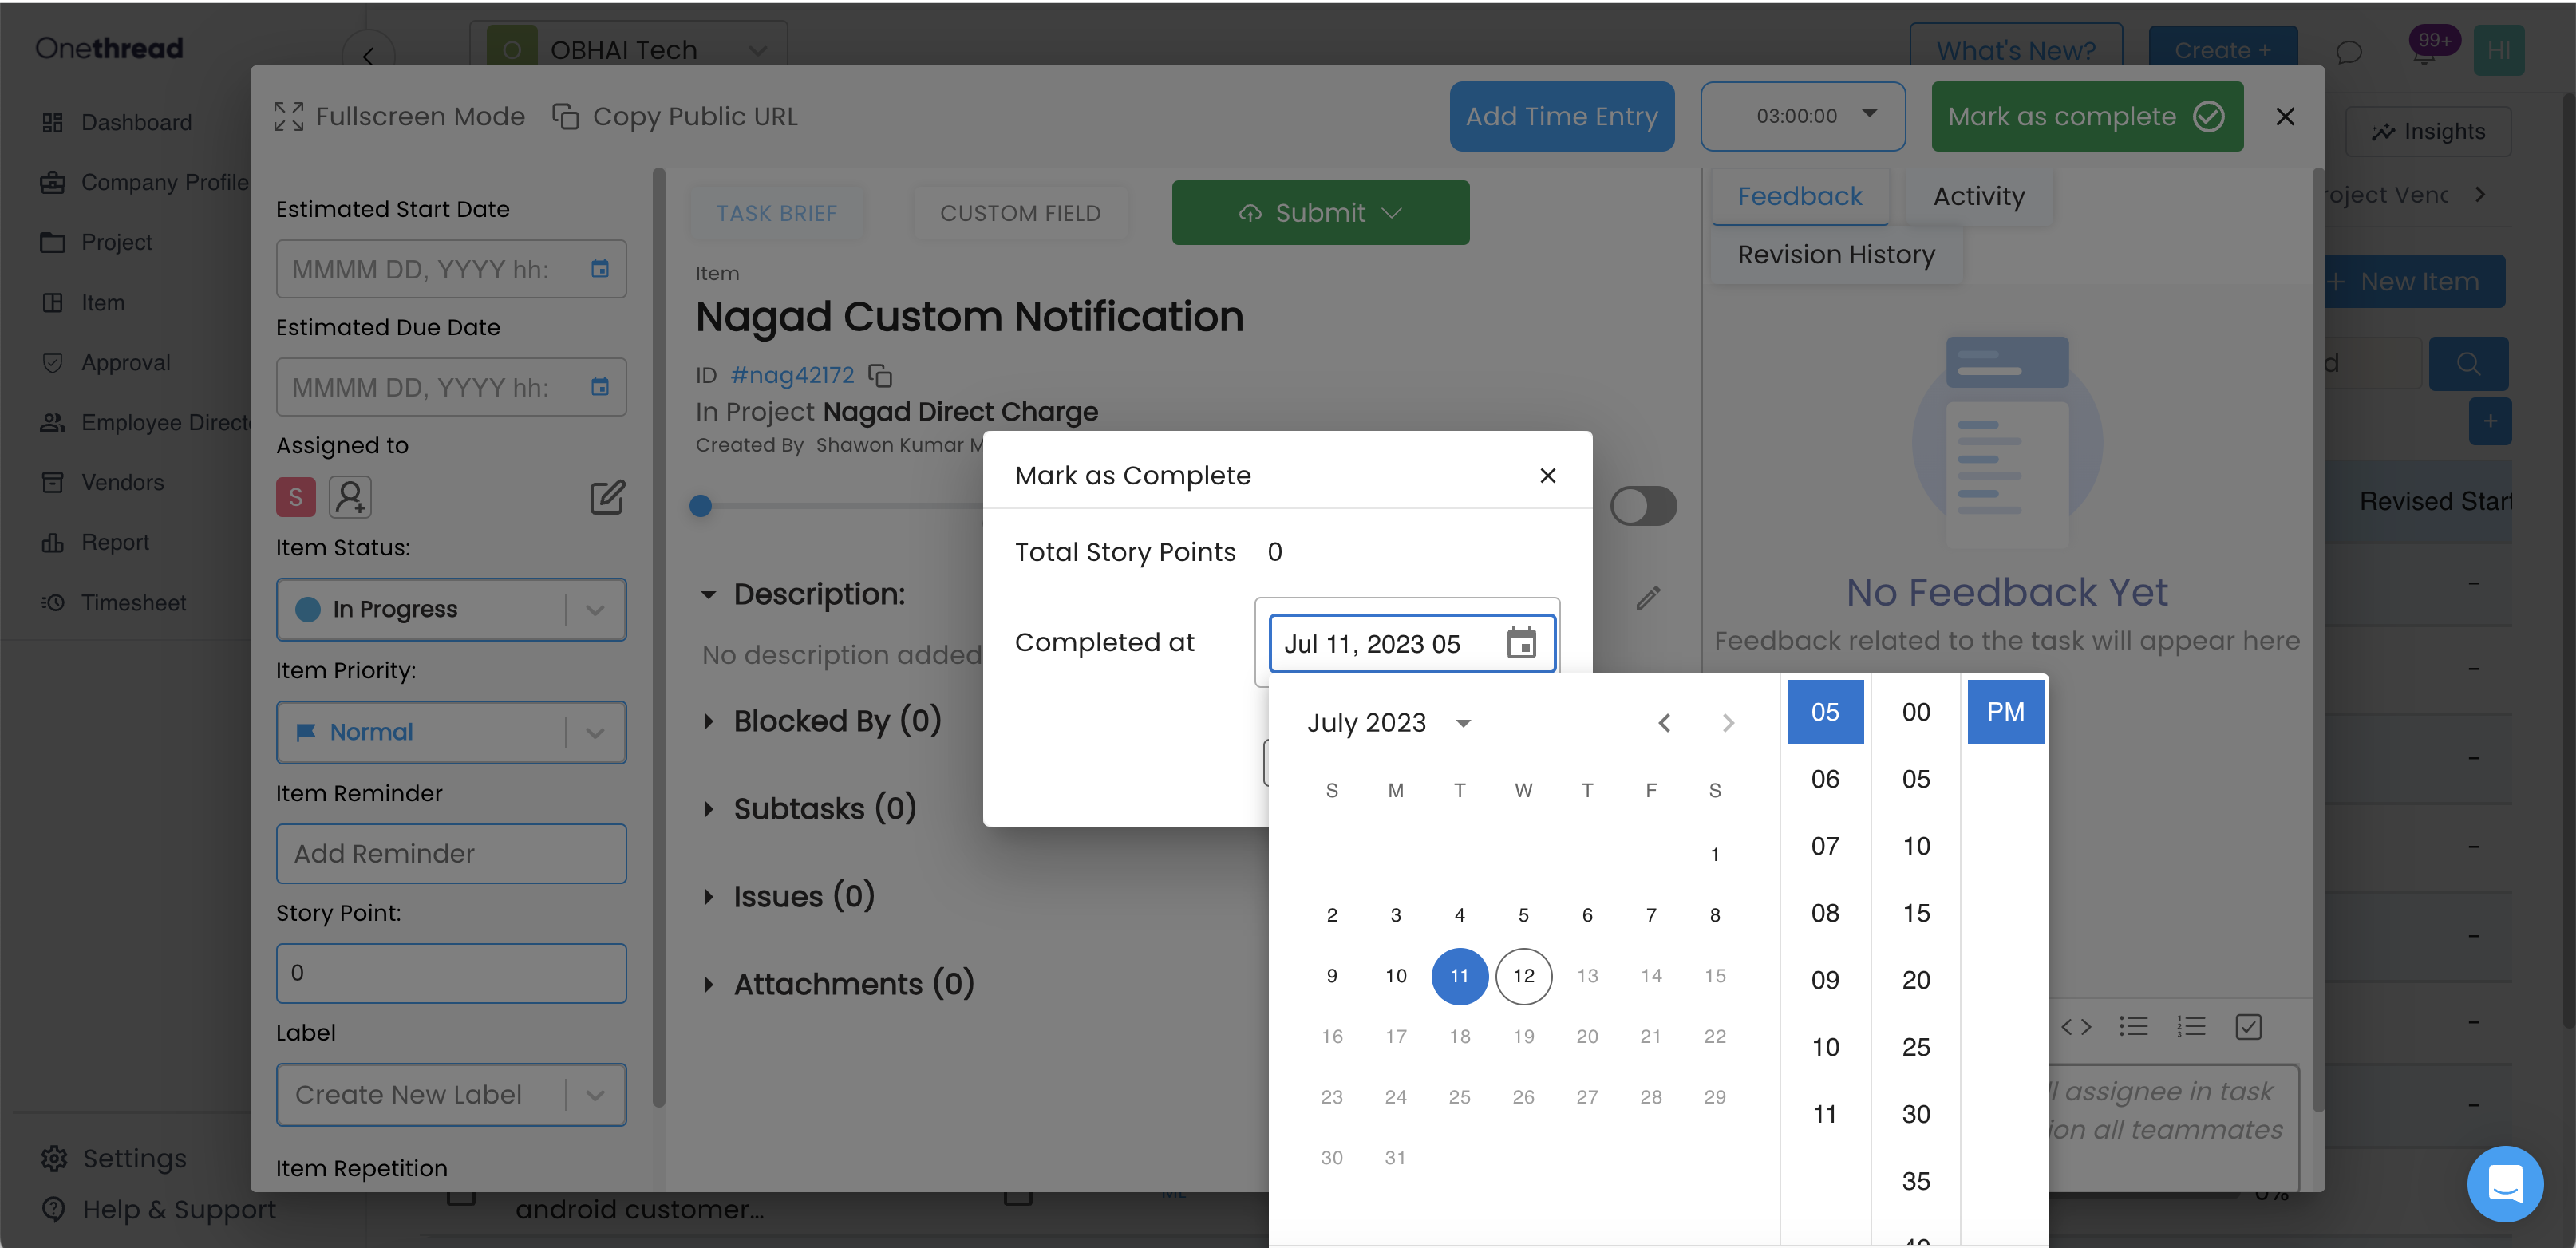 Onethread
O OBHAI Tech
What's New?
Create +
99+
HI
Dashboard
Company Profile
Project
Item
Approval
Employee Direct
Vendors
Report
Timesheet
Settings
Help & Support
Fullscreen Mode
Copy Public URL
Add Time Entry
03:00:00
Mark as complete
Insights
New Item
Revised Start
Estimated Start Date
MMMM DD, YYYY hh:
Estimated Due Date
MMMM DD, YYYY hh:
Assigned to
S
Item Status:
In Progress
Item Priority:
Normal
Item Reminder
Add Reminder
Story Point:
0
Label
Create New Label
Item Repetition
TASK BRIEF
CUSTOM FIELD
Submit
Item
Nagad Custom Notification
ID #nag42172
In Project Nagad Direct Charge
Created By Shawon Kumar M
Description:
No description added
Blocked By (0)
Subtasks (0)
Issues (0)
Attachments (0)
android customer...
Feedback
Activity
Revision History
No Feedback Yet
Feedback related to the task will appear here
assignee in task
all teammates
0%
Mark as Complete
Total Story Points 0
Completed at
Jul 11, 2023 05
July 2023
S M T W T F S
1
2 3 4 5 6 7 8
9 10 11 12 13 14 15
16 17 18 19 20 21 22
23 24 25 26 27 28 29
30 31
05 00 PM
06 05
07 10
08 15
09 20
10 25
11 30
35